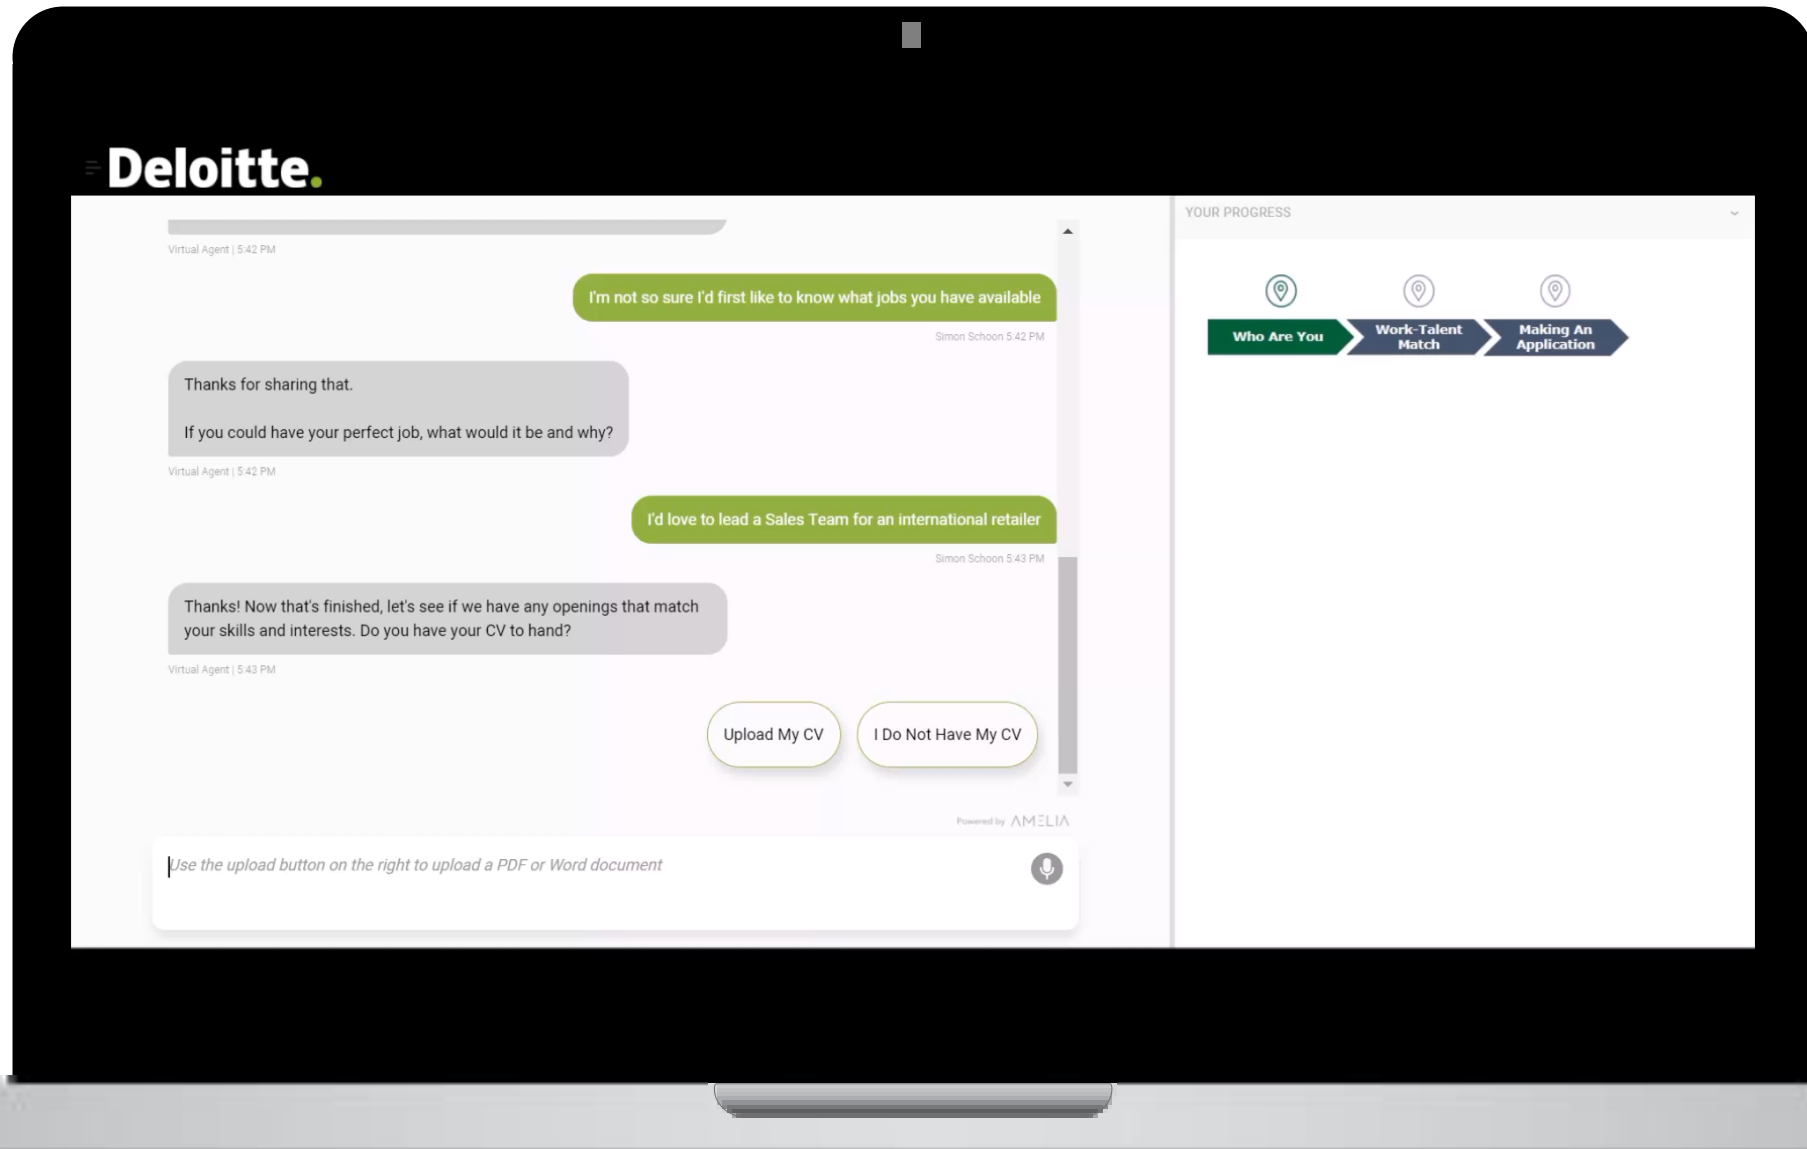 Deloitte.
Virtual Agent | 5:42 PM
I'm not so sure I'd first like to know what jobs you have available
Simon Schoon 5:42 PM
Thanks for sharing that.
If you could have your perfect job, what would it be and why?
Virtual Agent | 5:42 PM
I'd love to lead a Sales Team for an international retailer
Simon Schoon 5:43 PM
Thanks! Now that's finished, let's see if we have any openings that match
your skills and interests. Do you have your CV to hand?
Virtual Agent | 5:43 PM
Upload My CV
I Do Not Have My CV
Powered by AMELIA
Use the upload button on the right to upload a PDF or Word document
YOUR PROGRESS
Who Are You
Work-Talent
Match
Making An
Application